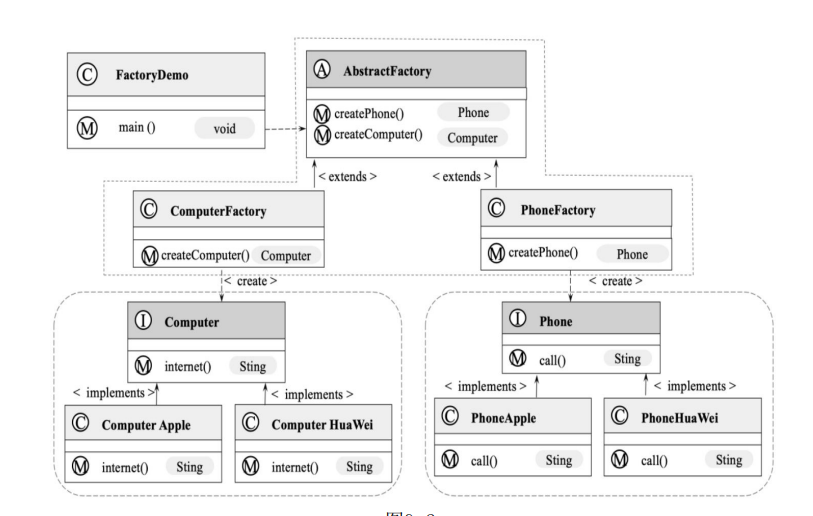 C FactoryDemo
M main () void
A AbstractFactory
M createPhone() Phone
M createComputer() Computer
< extends >
< extends >
C ComputerFactory
M createComputer() Computer
C PhoneFactory
M createPhone() Phone
< create >
< create >
I Computer
M internet() Sting
I Phone
M call() Sting
< implements >
< implements >
< implements >
< implements >
C Computer Apple
M internet() Sting
C Computer HuaWei
M internet() Sting
C PhoneApple
M call() Sting
C PhoneHuaWei
M call() Sting